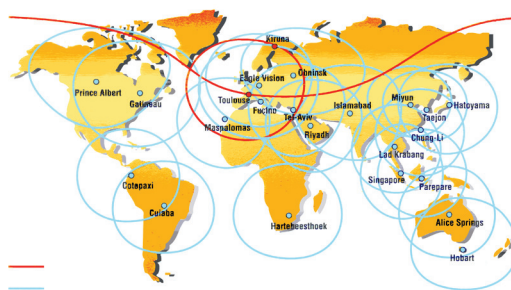 Kiruna
Eagle Vision
Obninsk
Prince Albert
Gatineau
Toulouse
Fucino
Islamabad
Miyun
Hatoyama
Taejon
Maspalomas
Tel-Aviv
Riyadh
Chung-Li
Lad Krabang
Cotopaxi
Singapore
Parepare
Cuiaba
Hartebeesthoek
Alice Springs
Hobart